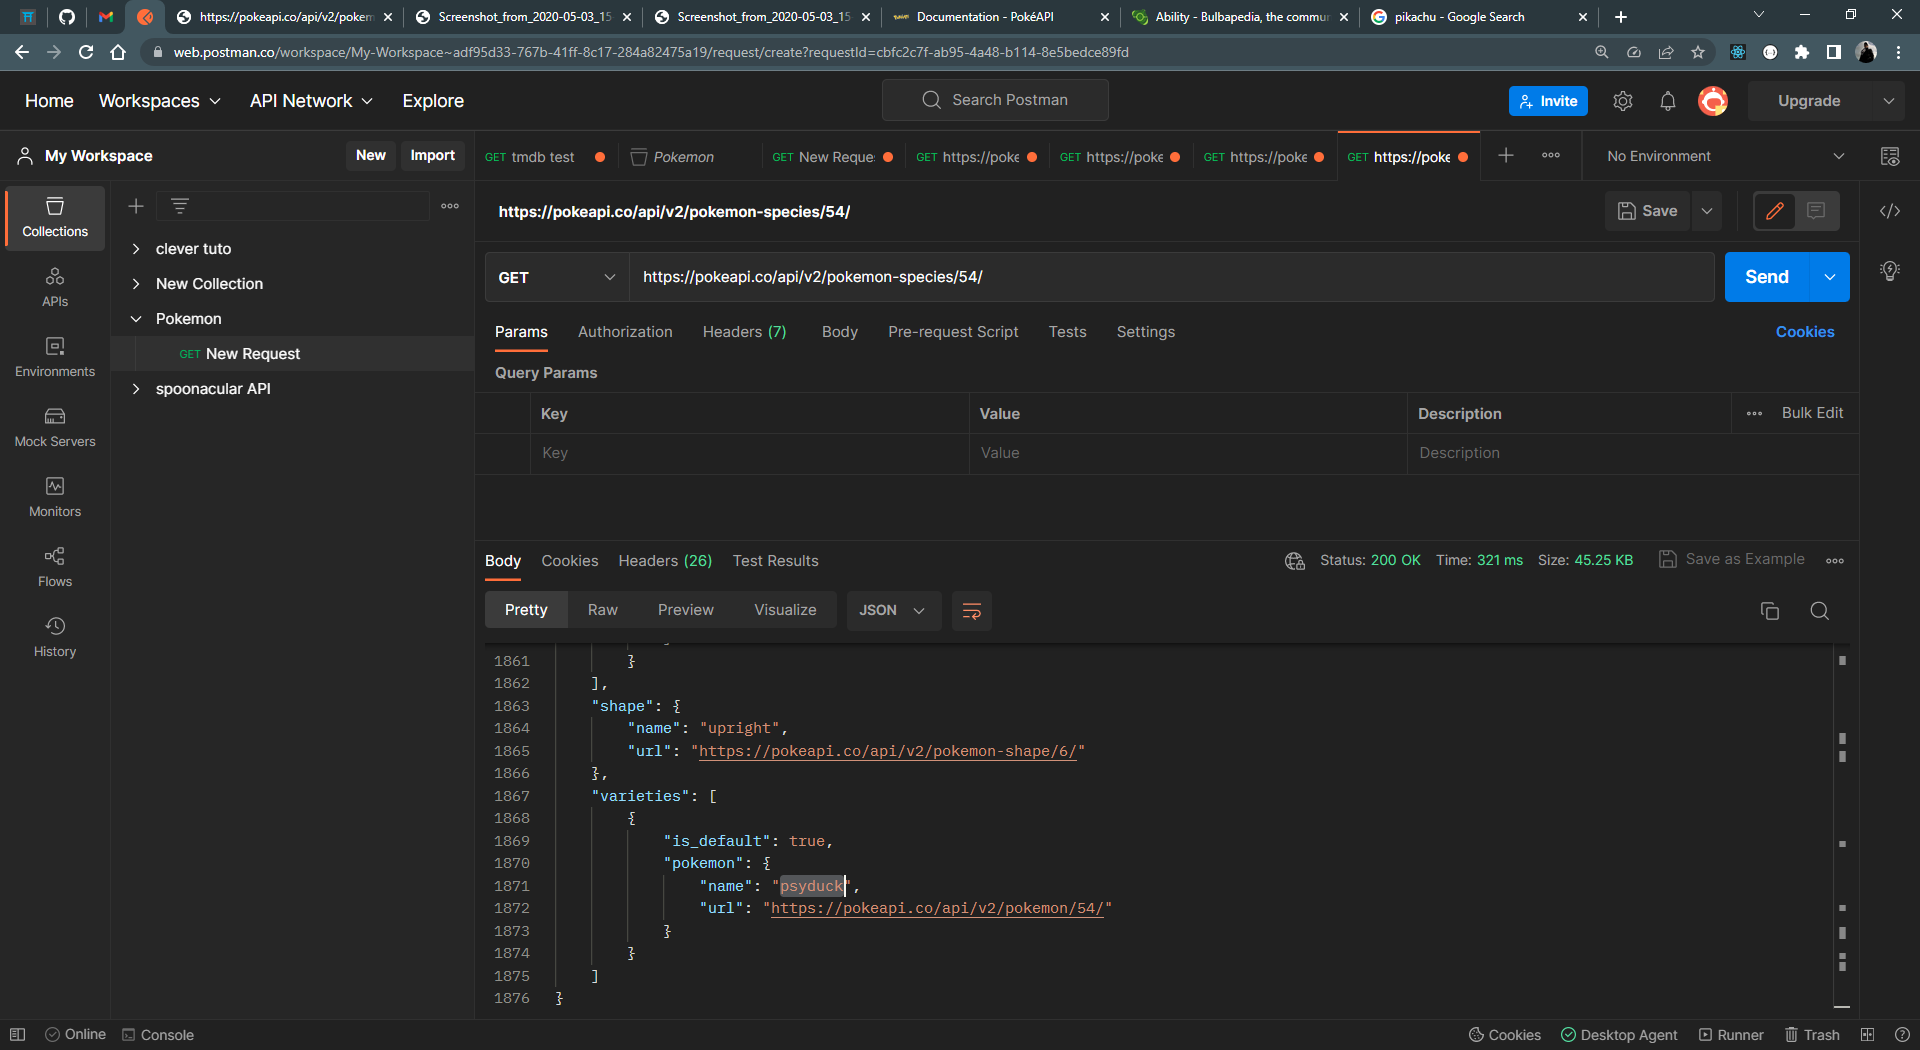 https://pokeapi.co/api/v2/pokem
Screenshot_from_2020-05-03_15
Screenshot_from_2020-05-03_15
Documentation - PokéAPI
Ability - Bulbapedia, the commu
pikachu - Google Search
web.postman.co/workspace/My-Workspace~adf95d33-767b-41ff-8c17-284a82475a19/request/create?requestId=cbfc2c7f-ab95-4a48-b114-8e5bedce89fd
Home Workspaces API Network Explore
Search Postman
Invite
Upgrade
My Workspace
New Import
GET tmdb test
Pokemon
GET New Reque
GET https://poke
GET https://poke
GET https://poke
GET https://poke
No Environment
Collections
APIs
Environments
Mock Servers
Monitors
Flows
History
clever tuto
New Collection
Pokemon
GET New Request
spoonacular API
https://pokeapi.co/api/v2/pokemon-species/54/
Save
GET https://pokeapi.co/api/v2/pokemon-species/54/
Send
Params Authorization Headers (7) Body Pre-request Script Tests Settings
Cookies
Query Params
Key Value Description Bulk Edit
Key Value Description
Body Cookies Headers (26) Test Results
Status: 200 OK Time: 321 ms Size: 45.25 KB Save as Example
Pretty Raw Preview Visualize JSON
1861 }
1862 ],
1863 "shape": {
1864 "name": "upright",
1865 "url": "https://pokeapi.co/api/v2/pokemon-shape/6/"
1866 },
1867 "varieties": [
1868 {
1869 "is_default": true,
1870 "pokemon": {
1871 "name": "psyduck",
1872 "url": "https://pokeapi.co/api/v2/pokemon/54/"
1873 }
1874 }
1875 ]
1876 }
Online Console
Cookies Desktop Agent Runner Trash